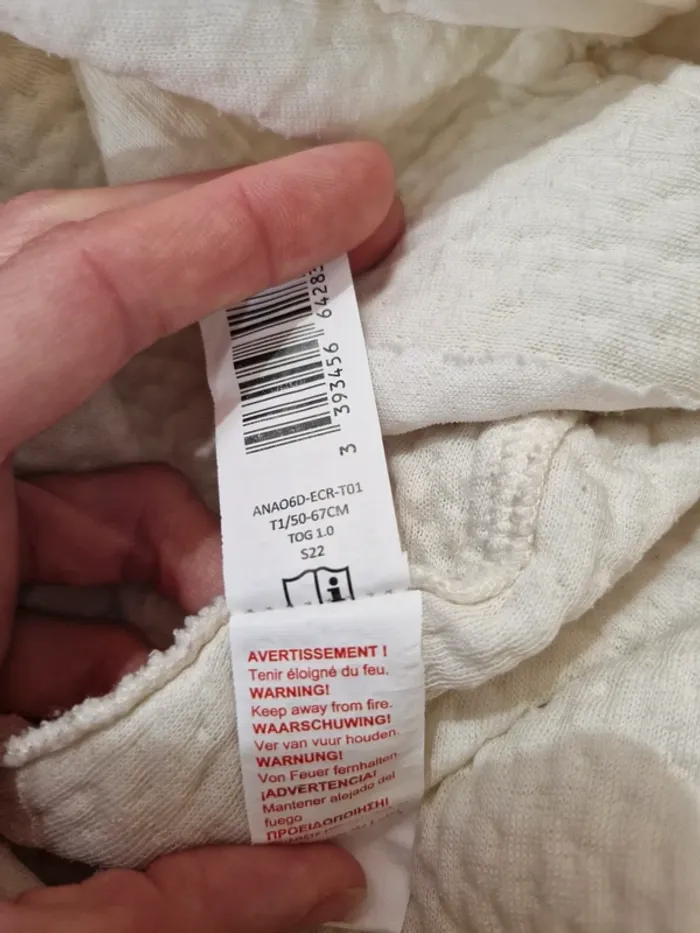 3 393456 6428
ANAO6D-ECR-T01
T1/50-67CM
TOG 1.0
S22
i
AVERTISSEMENT !
Tenir éloigné du feu.
WARNING!
Keep away from fire.
WAARSCHUWING!
Ver van vuur houden.
WARNUNG!
Von Feuer fernhalten
¡ADVERTENCIA!
Mantener alejado del
fuego
ΠΡΟΕΙΔΟΠΟΙΗΣΗ!